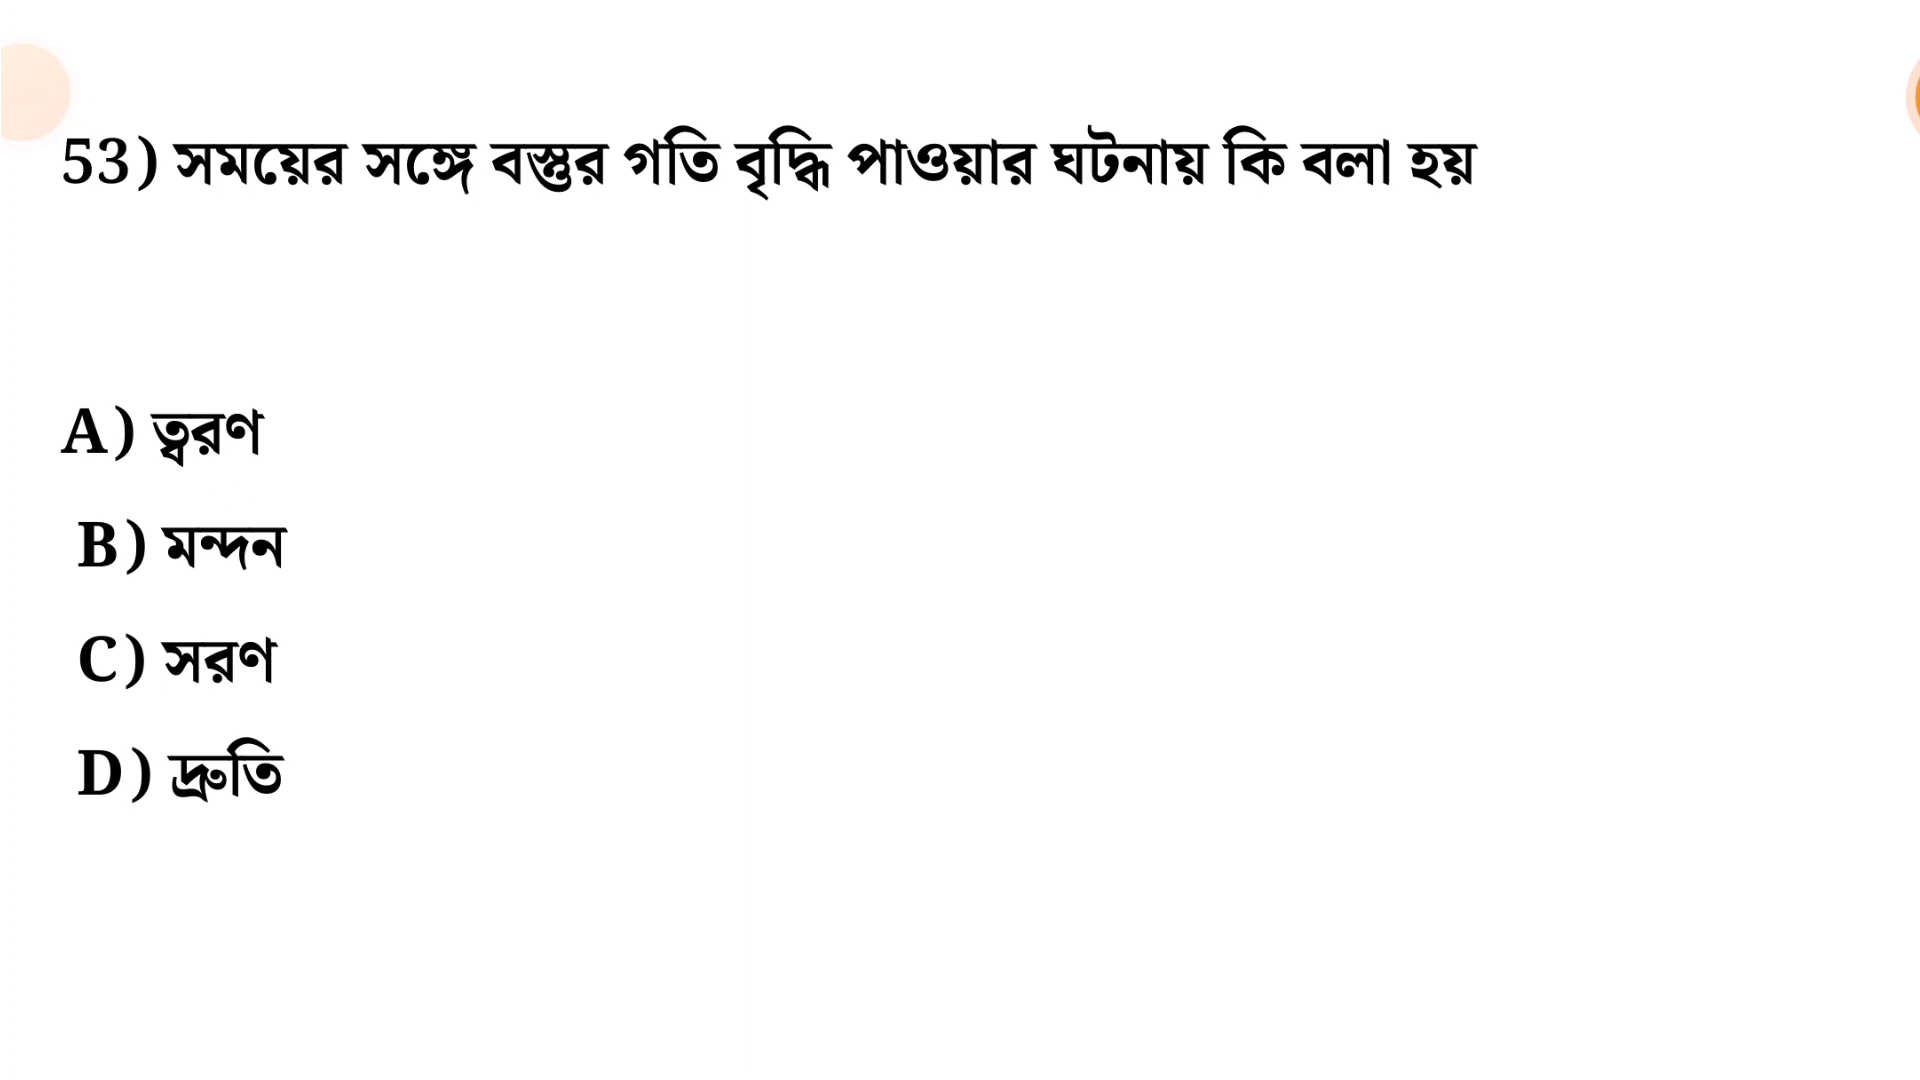 53) সময়ের সঙ্গে বস্তুর গতি বৃদ্ধি পাওয়ার ঘটনায় কি বলা হয়
A) ত্বরণ
B) মন্দন
C) সরণ
D) দ্রুতি